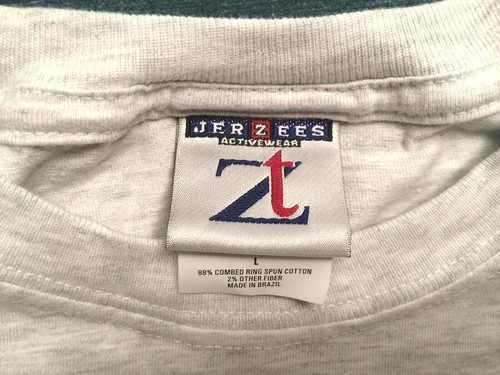 JERZEES
ACTIVEWEAR
Zt
L
98% COMBED RING SPUN COTTON
2% OTHER FIBER
MADE IN BRAZIL